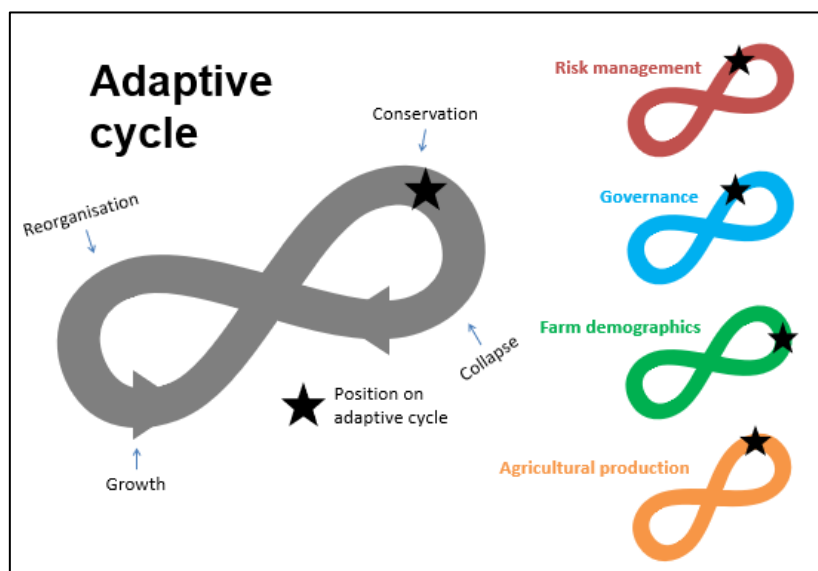 Adaptive
cycle
Conservation
Reorganisation
Collapse
Position on
adaptive cycle
Growth
Risk management
Governance
Farm demographics
Agricultural production